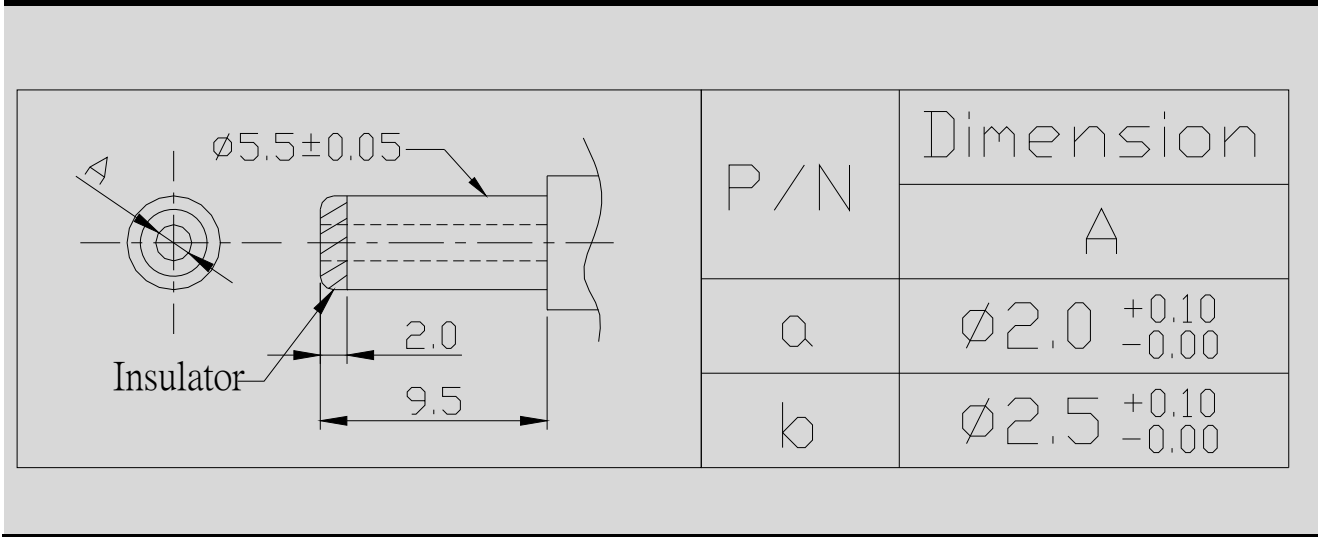 A
ø5.5±0.05
Insulator
2.0
9.5
P/N
Dimension
A
a
ø2.0 +0.10
-0.00
b
ø2.5 +0.10
-0.00